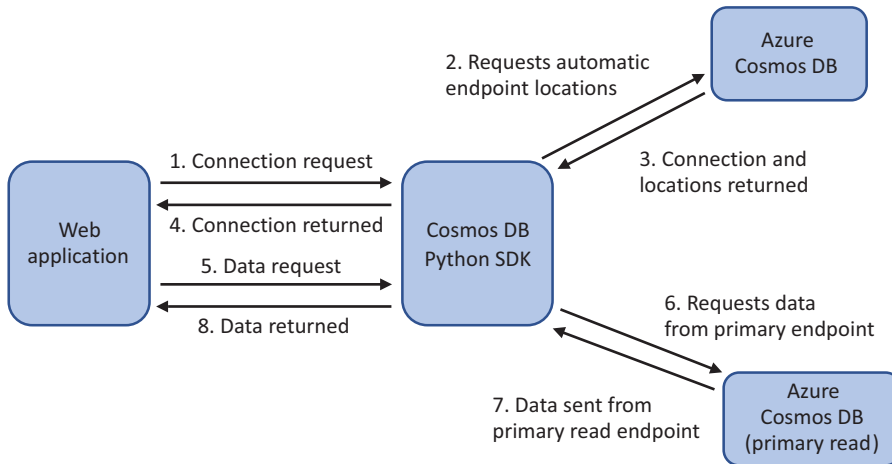 Azure
Cosmos DB
2. Requests automatic
endpoint locations
3. Connection and
locations returned
1. Connection request
4. Connection returned
Web
application
Cosmos DB
Python SDK
5. Data request
8. Data returned
6. Requests data
from primary endpoint
7. Data sent from
primary read endpoint
Azure
Cosmos DB
(primary read)